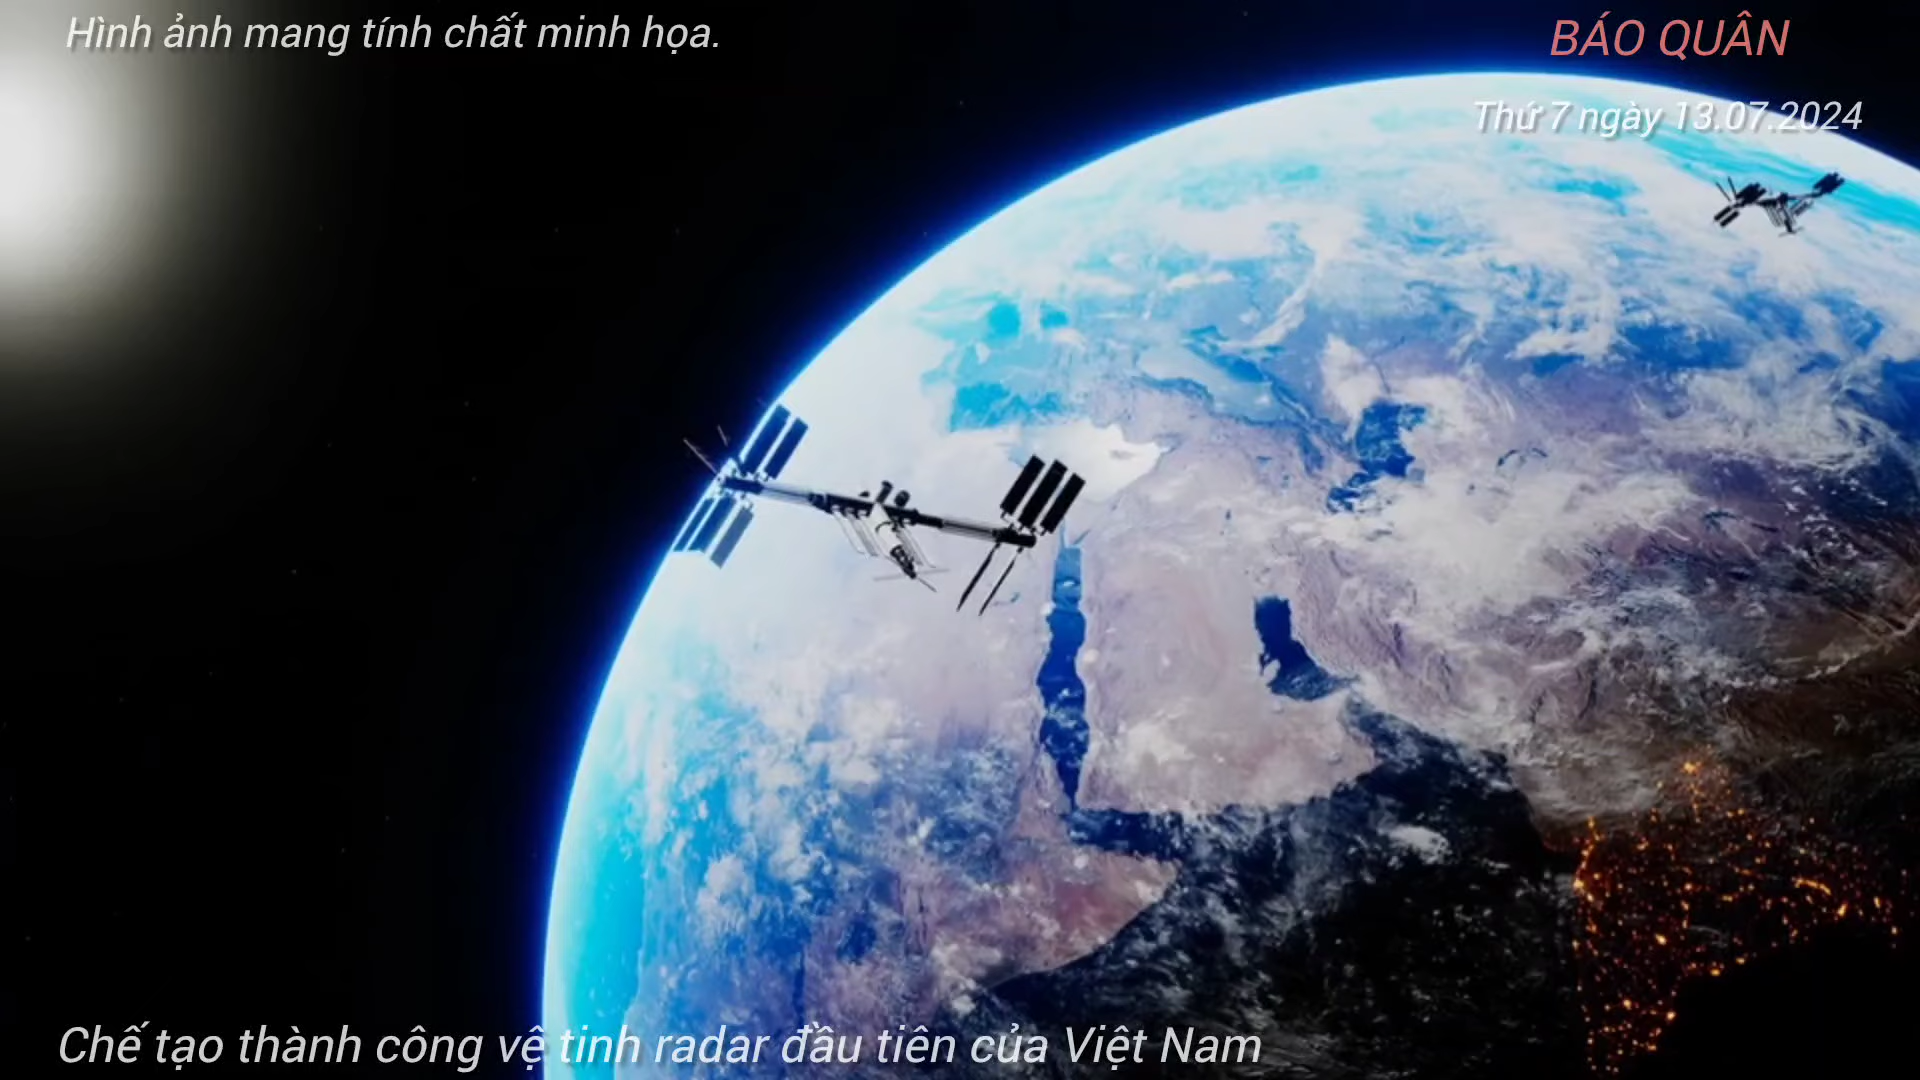 Hình ảnh mang tính chất minh họa.
BÁO QUÂN
Thứ 7 ngày 13.07.2024
Chế tạo thành công vệ tinh radar đầu tiên của Việt Nam